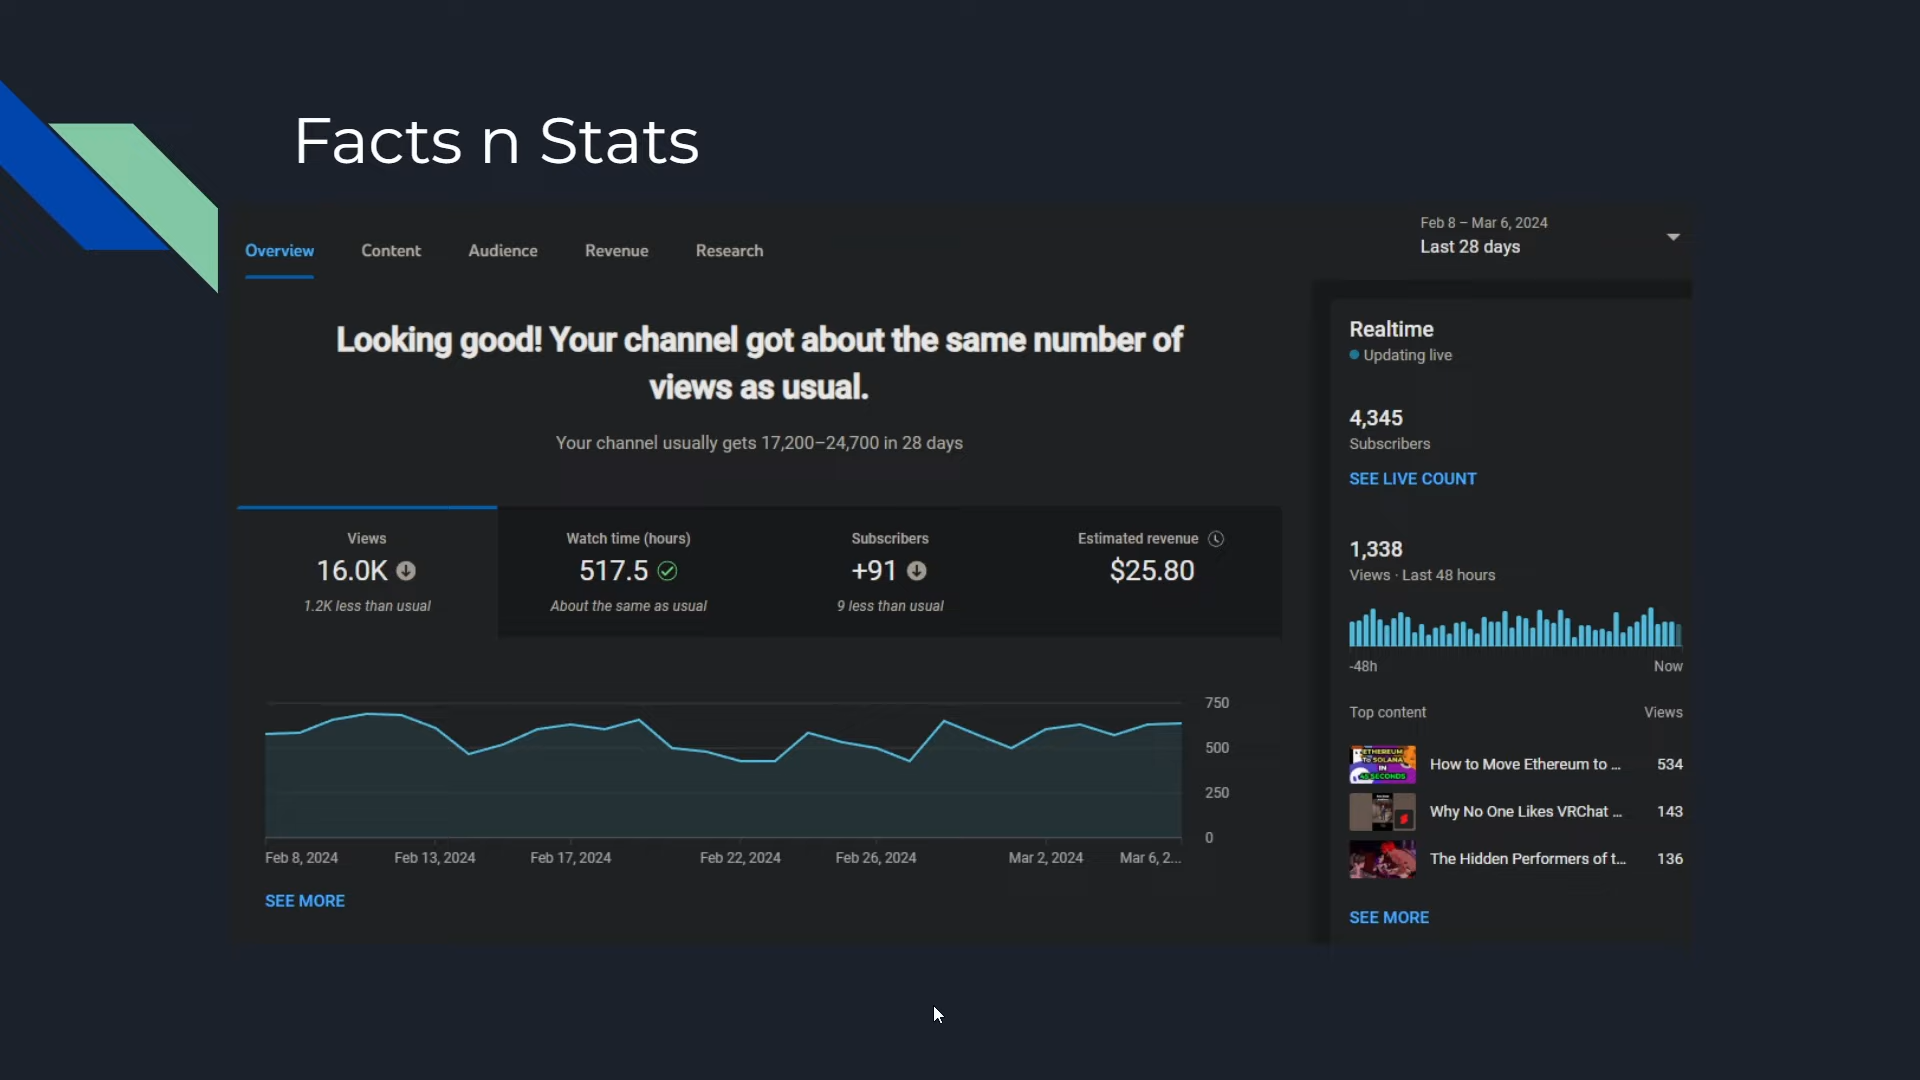 Facts n Stats
Overview Content Audience Revenue Research
Feb 8 – Mar 6, 2024
Last 28 days
Looking good! Your channel got about the same number of
views as usual.
Your channel usually gets 17,200–24,700 in 28 days
Views
16.0K
1.2K less than usual
Watch time (hours)
517.5
About the same as usual
Subscribers
+91
9 less than usual
Estimated revenue
$25.80
750
500
250
0
Feb 8, 2024 Feb 13, 2024 Feb 17, 2024 Feb 22, 2024 Feb 26, 2024 Mar 2, 2024 Mar 6, 2...
SEE MORE
Realtime
Updating live
4,345
Subscribers
SEE LIVE COUNT
1,338
Views · Last 48 hours
-48h Now
Top content Views
ETHEREUM
To SOLANA
IN
45 SECONDS
How to Move Ethereum to ... 534
Why No One Likes VRChat ... 143
The Hidden Performers of t... 136
SEE MORE